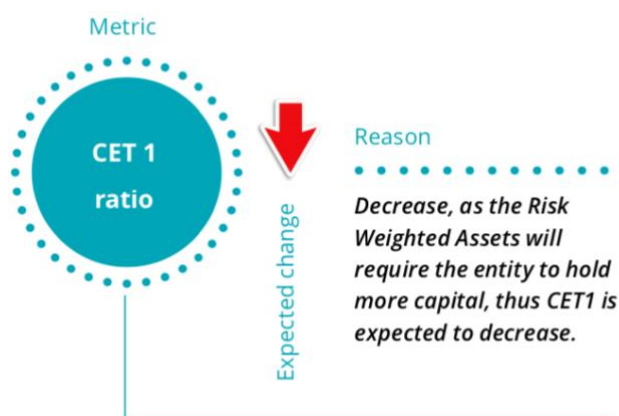 Metric
CET 1
ratio
Expected change
Reason
Decrease, as the Risk
Weighted Assets will
require the entity to hold
more capital, thus CET1 is
expected to decrease.